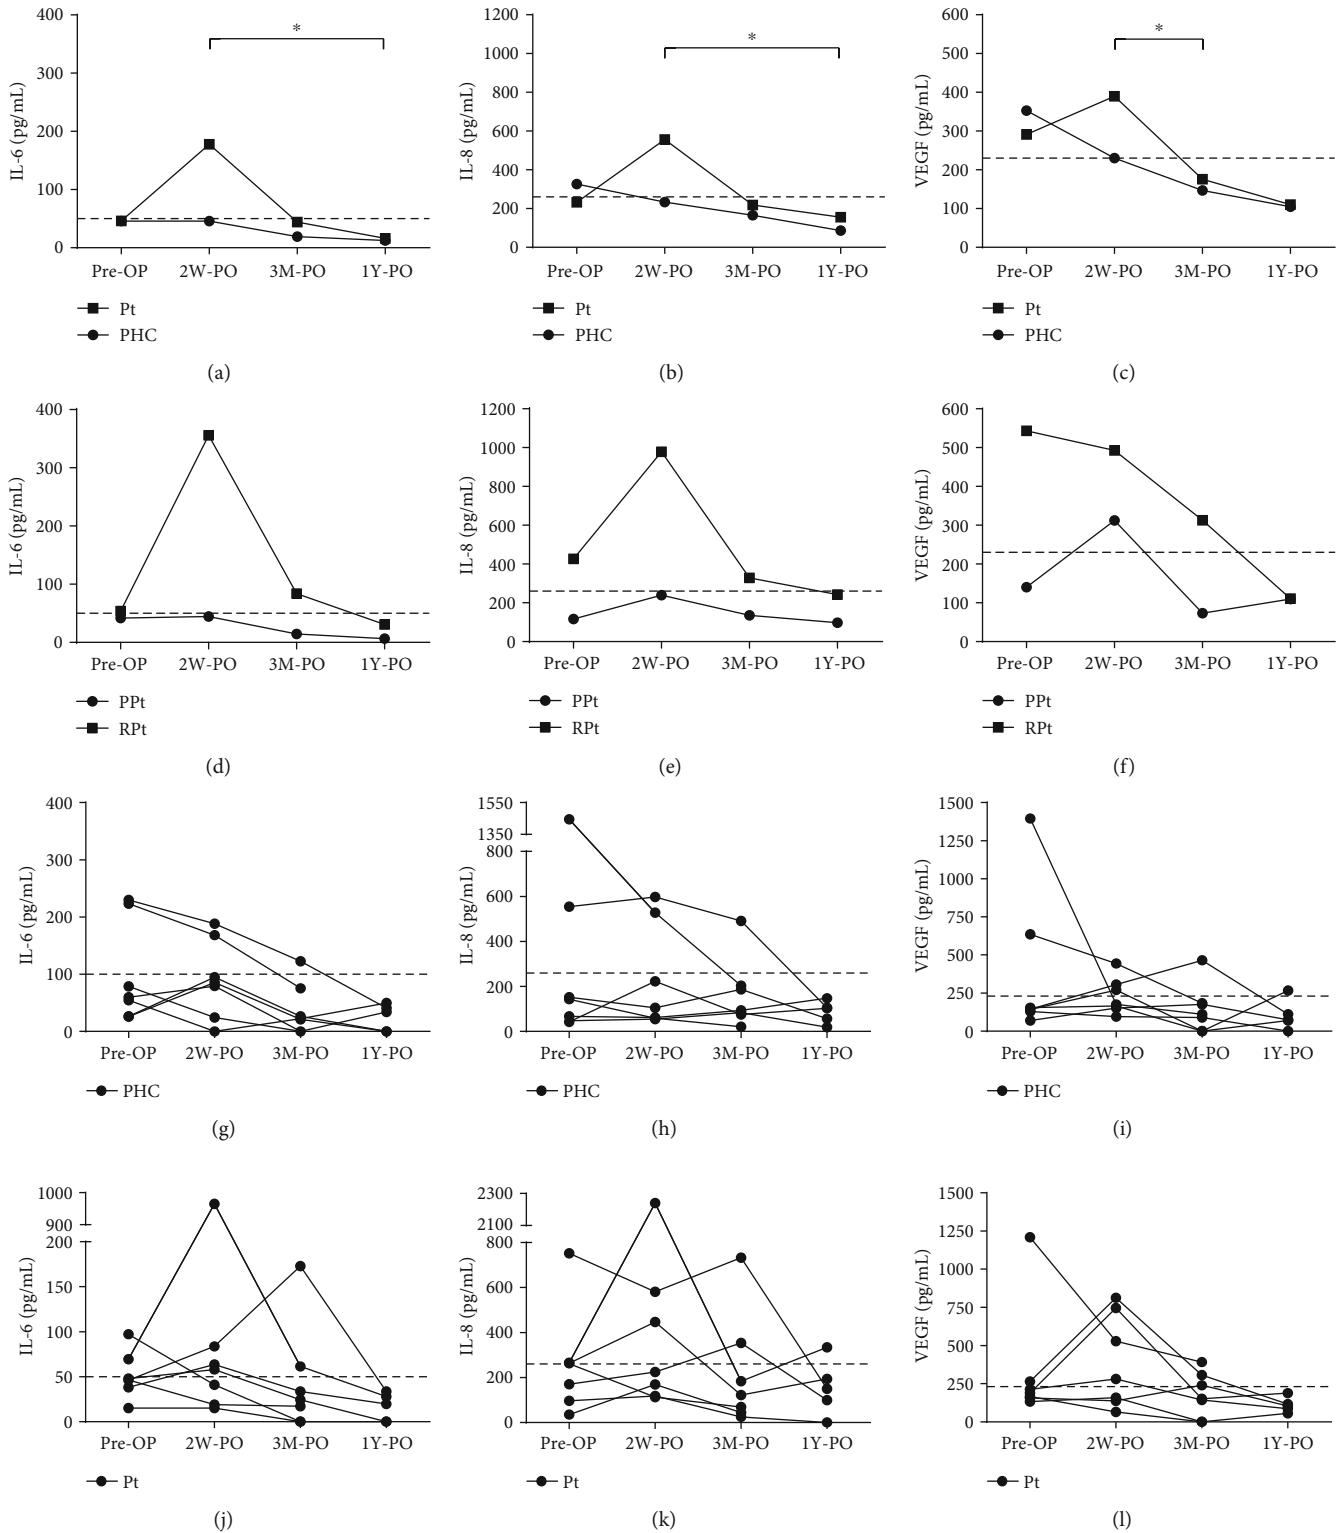 400
300
200
100
0
IL-6 (pg/mL)
*
Pre-OP 2W-PO 3M-PO 1Y-PO
Pt
PHC
(a)
1200
1000
800
600
400
200
0
IL-8 (pg/mL)
*
Pre-OP 2W-PO 3M-PO 1Y-PO
Pt
PHC
(b)
600
500
400
300
200
100
0
VEGF (pg/mL)
*
Pre-OP 2W-PO 3M-PO 1Y-PO
Pt
PHC
(c)
400
300
200
100
0
IL-6 (pg/mL)
Pre-OP 2W-PO 3M-PO 1Y-PO
PPt
RPt
(d)
1200
1000
800
600
400
200
0
IL-8 (pg/mL)
Pre-OP 2W-PO 3M-PO 1Y-PO
PPt
RPt
(e)
600
500
400
300
200
100
0
VEGF (pg/mL)
Pre-OP 2W-PO 3M-PO 1Y-PO
PPt
RPt
(f)
400
300
200
100
0
IL-6 (pg/mL)
Pre-OP 2W-PO 3M-PO 1Y-PO
PHC
(g)
1550
1350
800
600
400
200
0
IL-8 (pg/mL)
Pre-OP 2W-PO 3M-PO 1Y-PO
PHC
(h)
1500
1250
1000
750
500
250
0
VEGF (pg/mL)
Pre-OP 2W-PO 3M-PO 1Y-PO
PHC
(i)
1000
900
200
150
100
50
0
IL-6 (pg/mL)
Pre-OP 2W-PO 3M-PO 1Y-PO
Pt
(j)
2300
2100
800
600
400
200
0
IL-8 (pg/mL)
Pre-OP 2W-PO 3M-PO 1Y-PO
Pt
(k)
1500
1250
1000
750
500
250
0
VEGF (pg/mL)
Pre-OP 2W-PO 3M-PO 1Y-PO
Pt
(l)